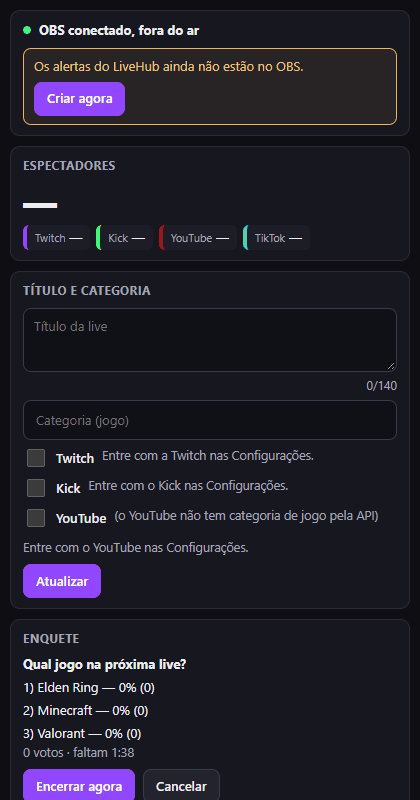 OBS conectado, fora do ar
Os alertas do LiveHub ainda não estão no OBS.
Criar agora
ESPECTADORES
—
Twitch — Kick — YouTube — TikTok —
TÍTULO E CATEGORIA
Título da live
0/140
Categoria (jogo)
Twitch Entre com a Twitch nas Configurações.
Kick Entre com o Kick nas Configurações.
YouTube (o YouTube não tem categoria de jogo pela API)
Entre com o YouTube nas Configurações.
Atualizar
ENQUETE
Qual jogo na próxima live?
1) Elden Ring — 0% (0)
2) Minecraft — 0% (0)
3) Valorant — 0% (0)
0 votos · faltam 1:38
Encerrar agora Cancelar